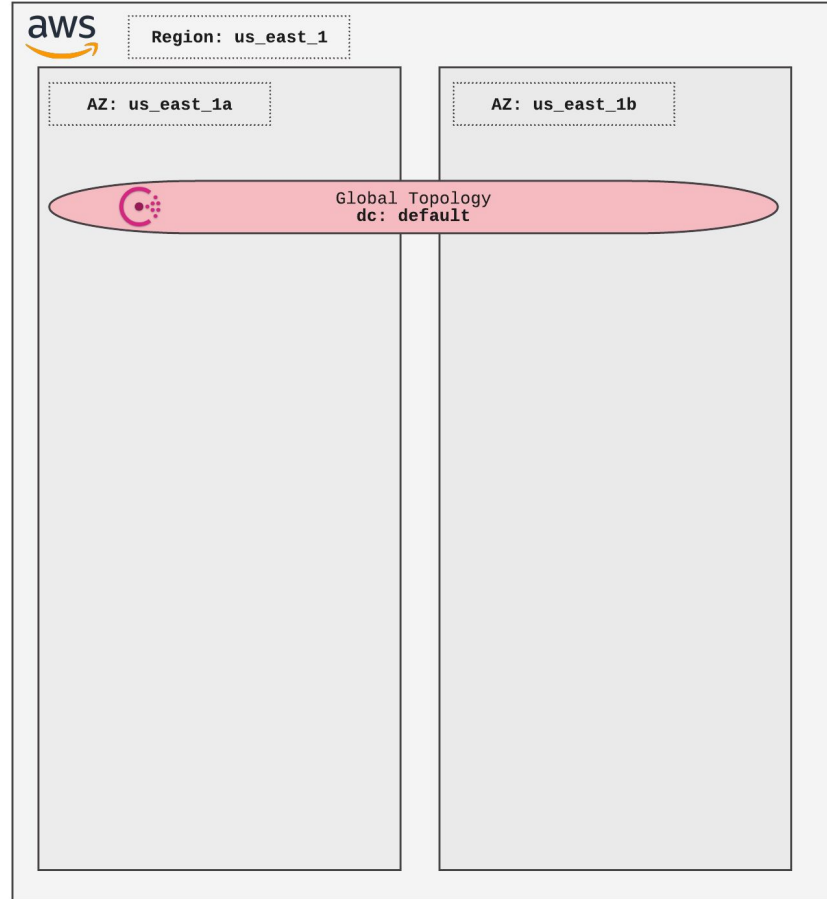 aws
Region: us_east_1
AZ: us_east_1a
AZ: us_east_1b
Global Topology
dc: default